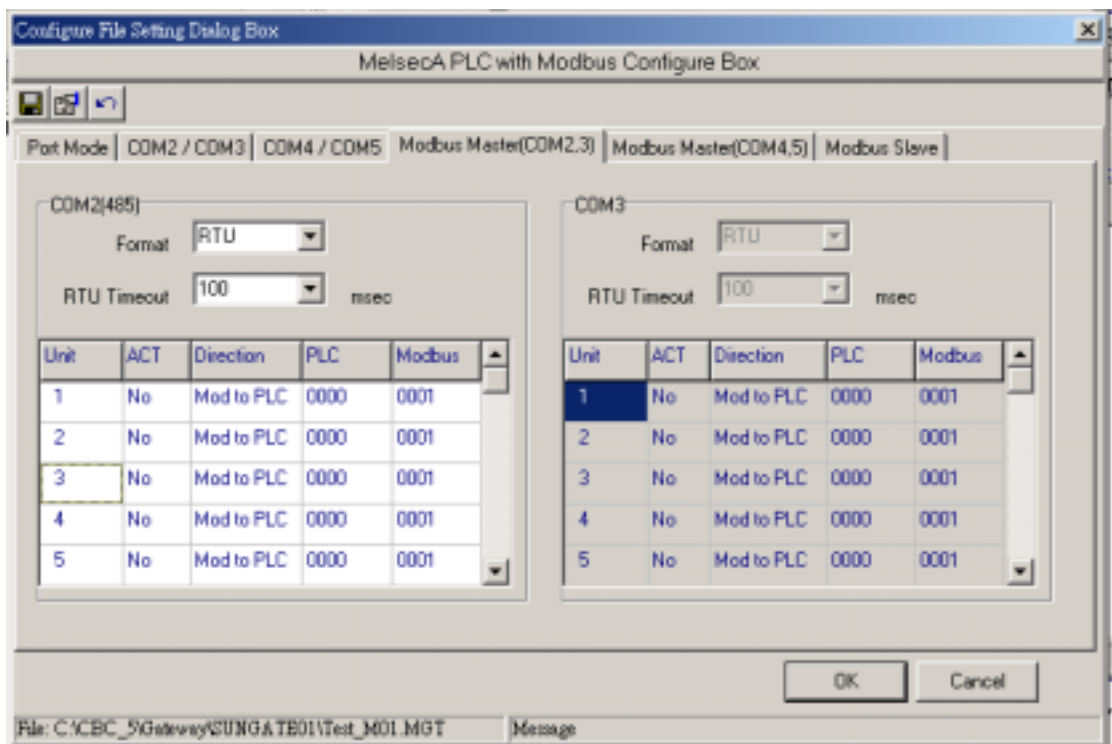 Configure File Setting Dialog Box
MelsecA PLC with Modbus Configure Box
Port Mode COM2 / COM3 COM4 / COM5 Modbus Master(COM2,3) Modbus Master(COM4,5) Modbus Slave
COM2(485) COM3
Format RTU Format RTU
RTU Timeout 100 msec RTU Timeout 100 msec
Unit ACT Direction PLC Modbus Unit ACT Direction PLC Modbus
1 No Mod to PLC 0000 0001 1 No Mod to PLC 0000 0001
2 No Mod to PLC 0000 0001 2 No Mod to PLC 0000 0001
3 No Mod to PLC 0000 0001 3 No Mod to PLC 0000 0001
4 No Mod to PLC 0000 0001 4 No Mod to PLC 0000 0001
5 No Mod to PLC 0000 0001 5 No Mod to PLC 0000 0001
OK Cancel
File: C:\CBC_5\Gateway\SUNGATE01\Test_M01.MGT Message